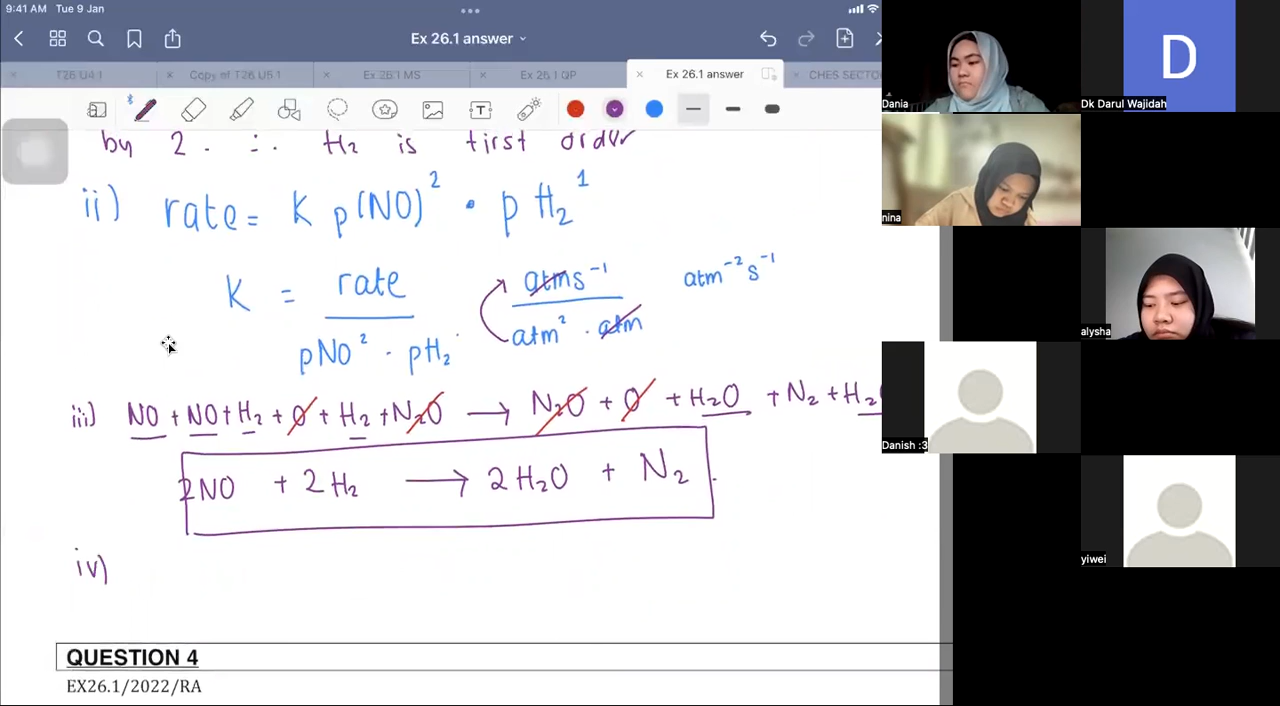 9:41 AM Tue 9 Jan
Ex 26.1 answer
T26 U4 1
Copy of T26 U5 1
Ex 26.1 MS
Ex 26.1 QP
Ex 26.1 answer
CHES SECTO
by 2. ∴ H₂ is first order
ii) rate = K p(NO)² · pH₂¹
K = rate / pNO² · pH₂ atms⁻¹ / atm² · atm atm⁻²s⁻¹
iii) NO + NO + H₂ + O + H₂ + N₂O → N₂O + O + H₂O + N₂ + H₂O
2NO + 2H₂ → 2H₂O + N₂
iv)
QUESTION 4
EX26.1/2022/RA
Dania
D
Dk Darul Wajidah
nina
alysha
Danish :3
yiwei